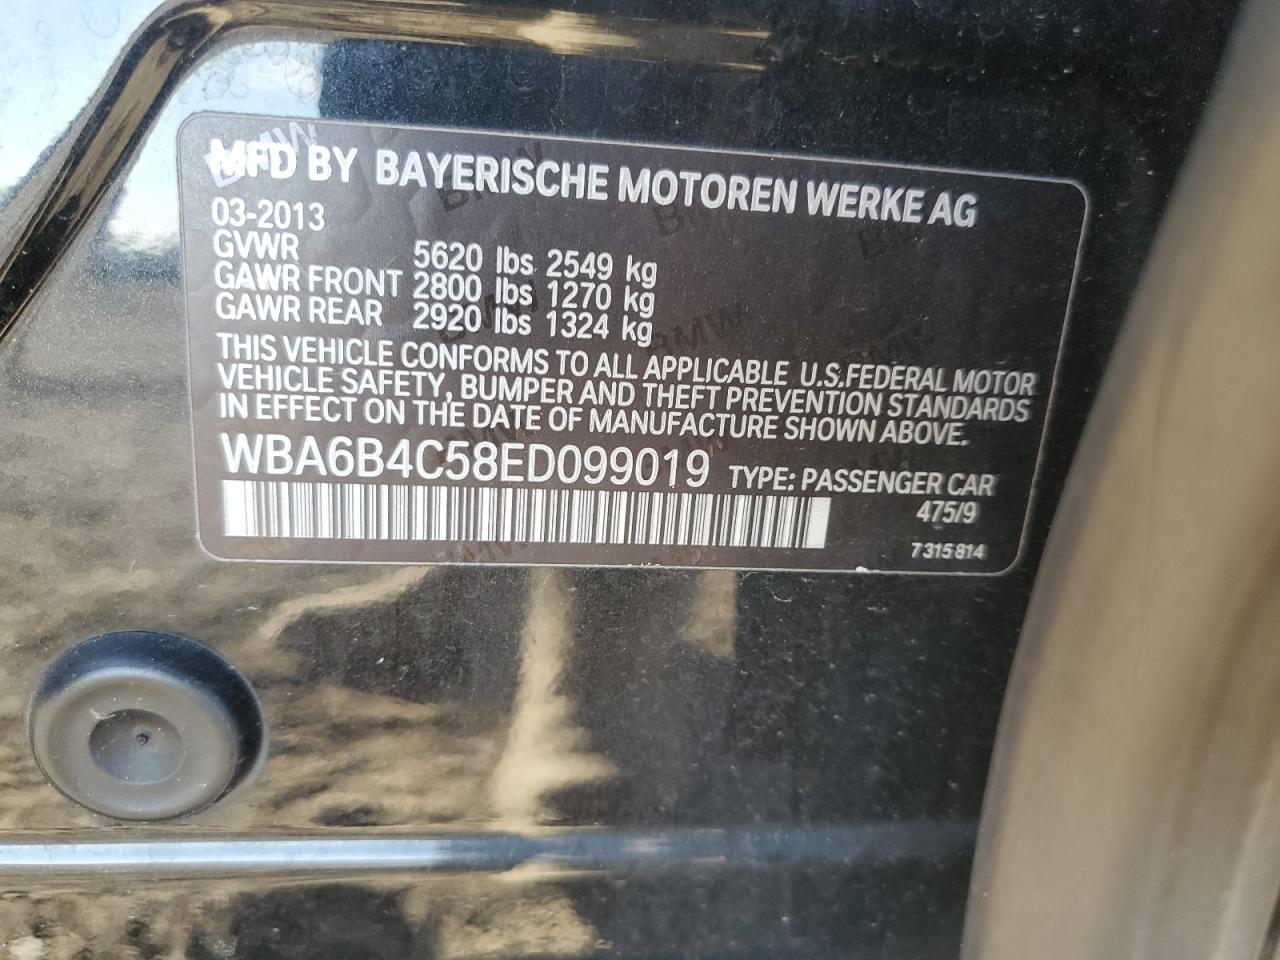 MFD BY BAYERISCHE MOTOREN WERKE AG
03-2013
GVWR 5620 lbs 2549 kg
GAWR FRONT 2800 lbs 1270 kg
GAWR REAR 2920 lbs 1324 kg
THIS VEHICLE CONFORMS TO ALL APPLICABLE U.S.FEDERAL MOTOR
VEHICLE SAFETY, BUMPER AND THEFT PREVENTION STANDARDS
IN EFFECT ON THE DATE OF MANUFACTURE SHOWN ABOVE.
WBA6B4C58ED099019 TYPE: PASSENGER CAR
475/9
7315814